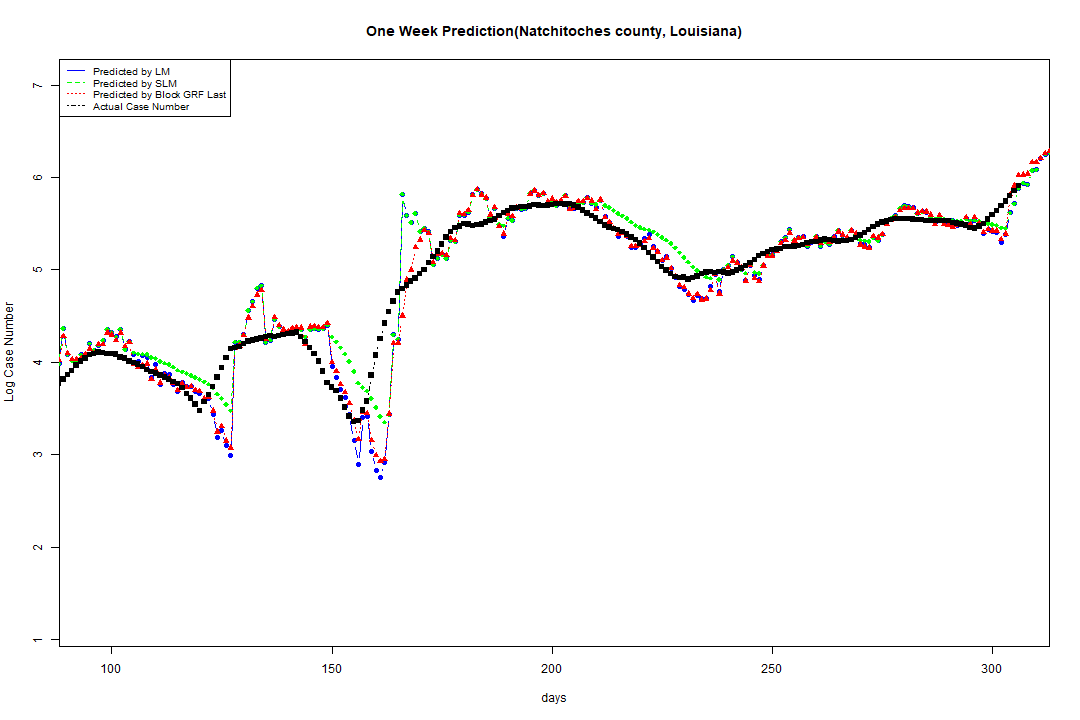 One Week Prediction(Natchitoches county, Louisiana)
Predicted by LM
Predicted by SLM
Predicted by Block GRF Last
Actual Case Number
7
6
5
4
3
2
1
Log Case Number
100 150 200 250 300
days